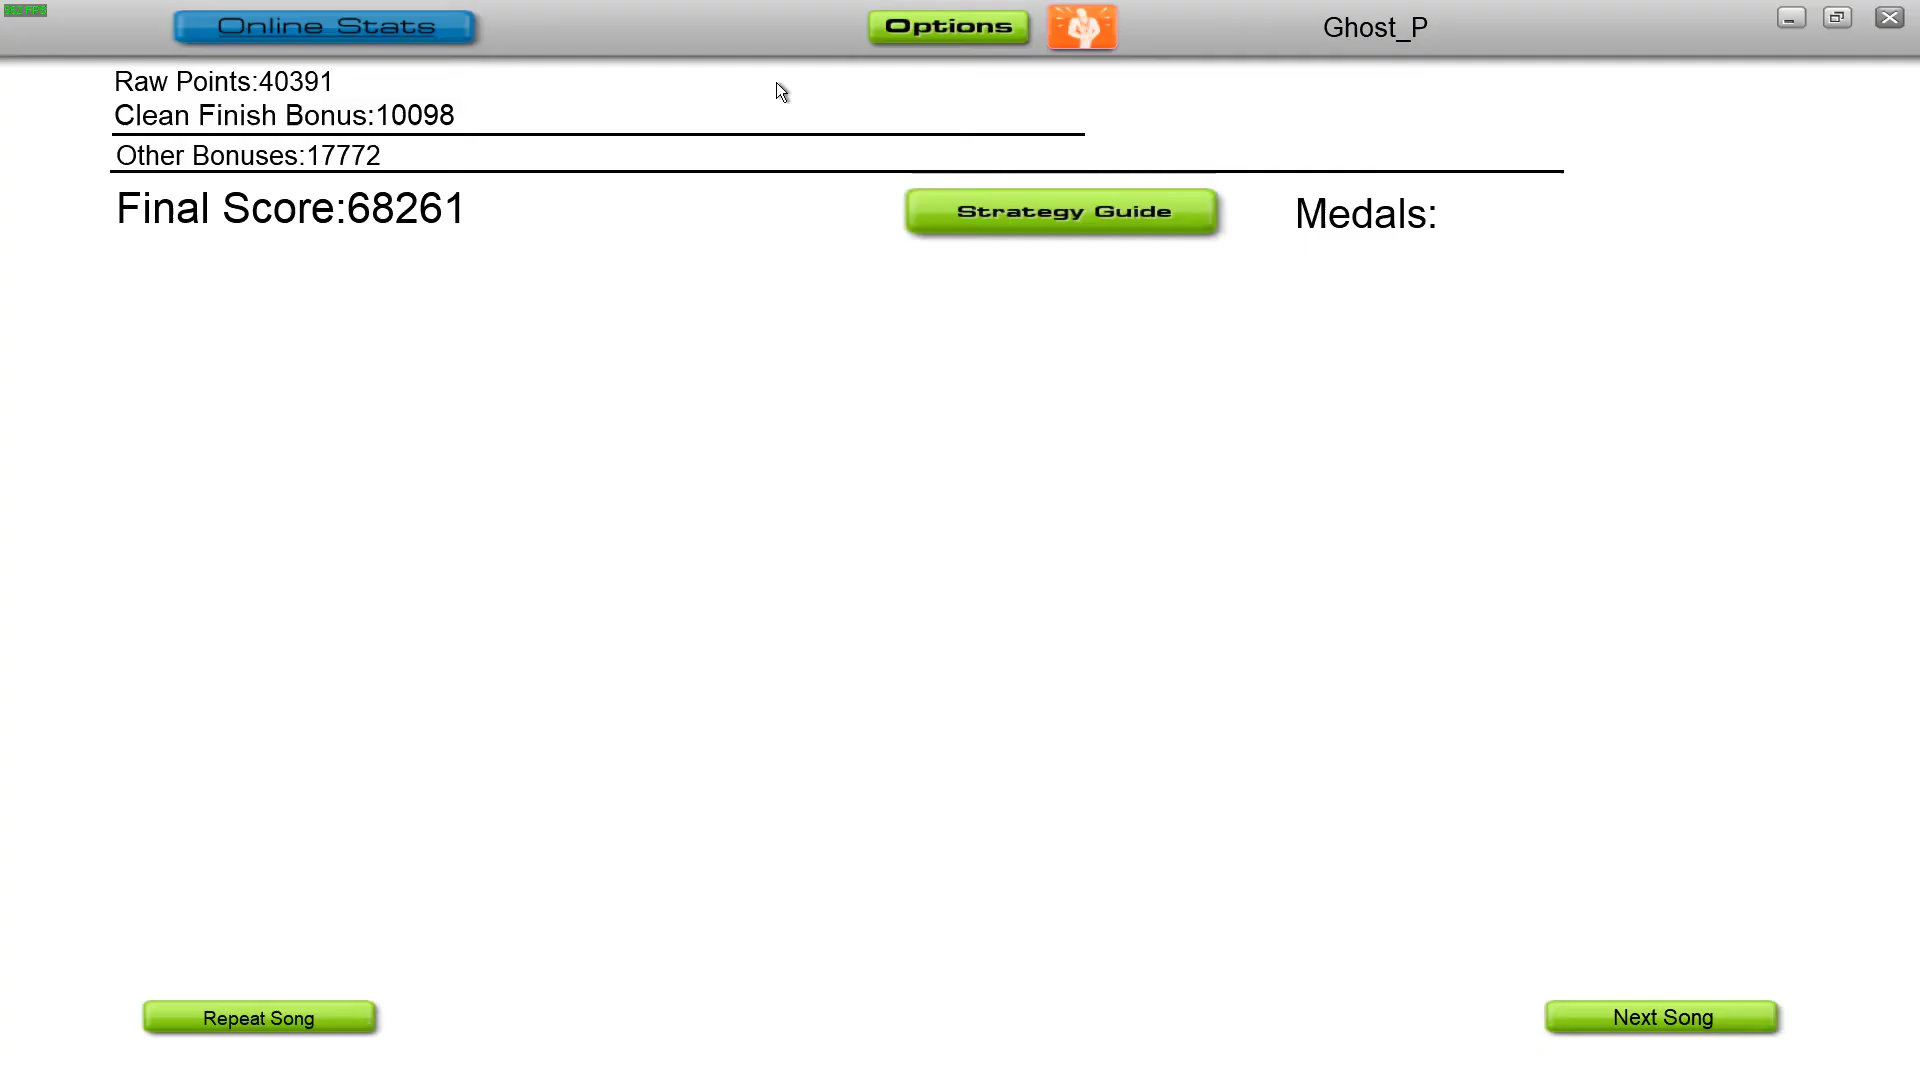 Online Stats
Options
Ghost_P
Raw Points:40391
Clean Finish Bonus:10098
Other Bonuses:17772
Final Score:68261
Strategy Guide
Medals:
Repeat Song
Next Song